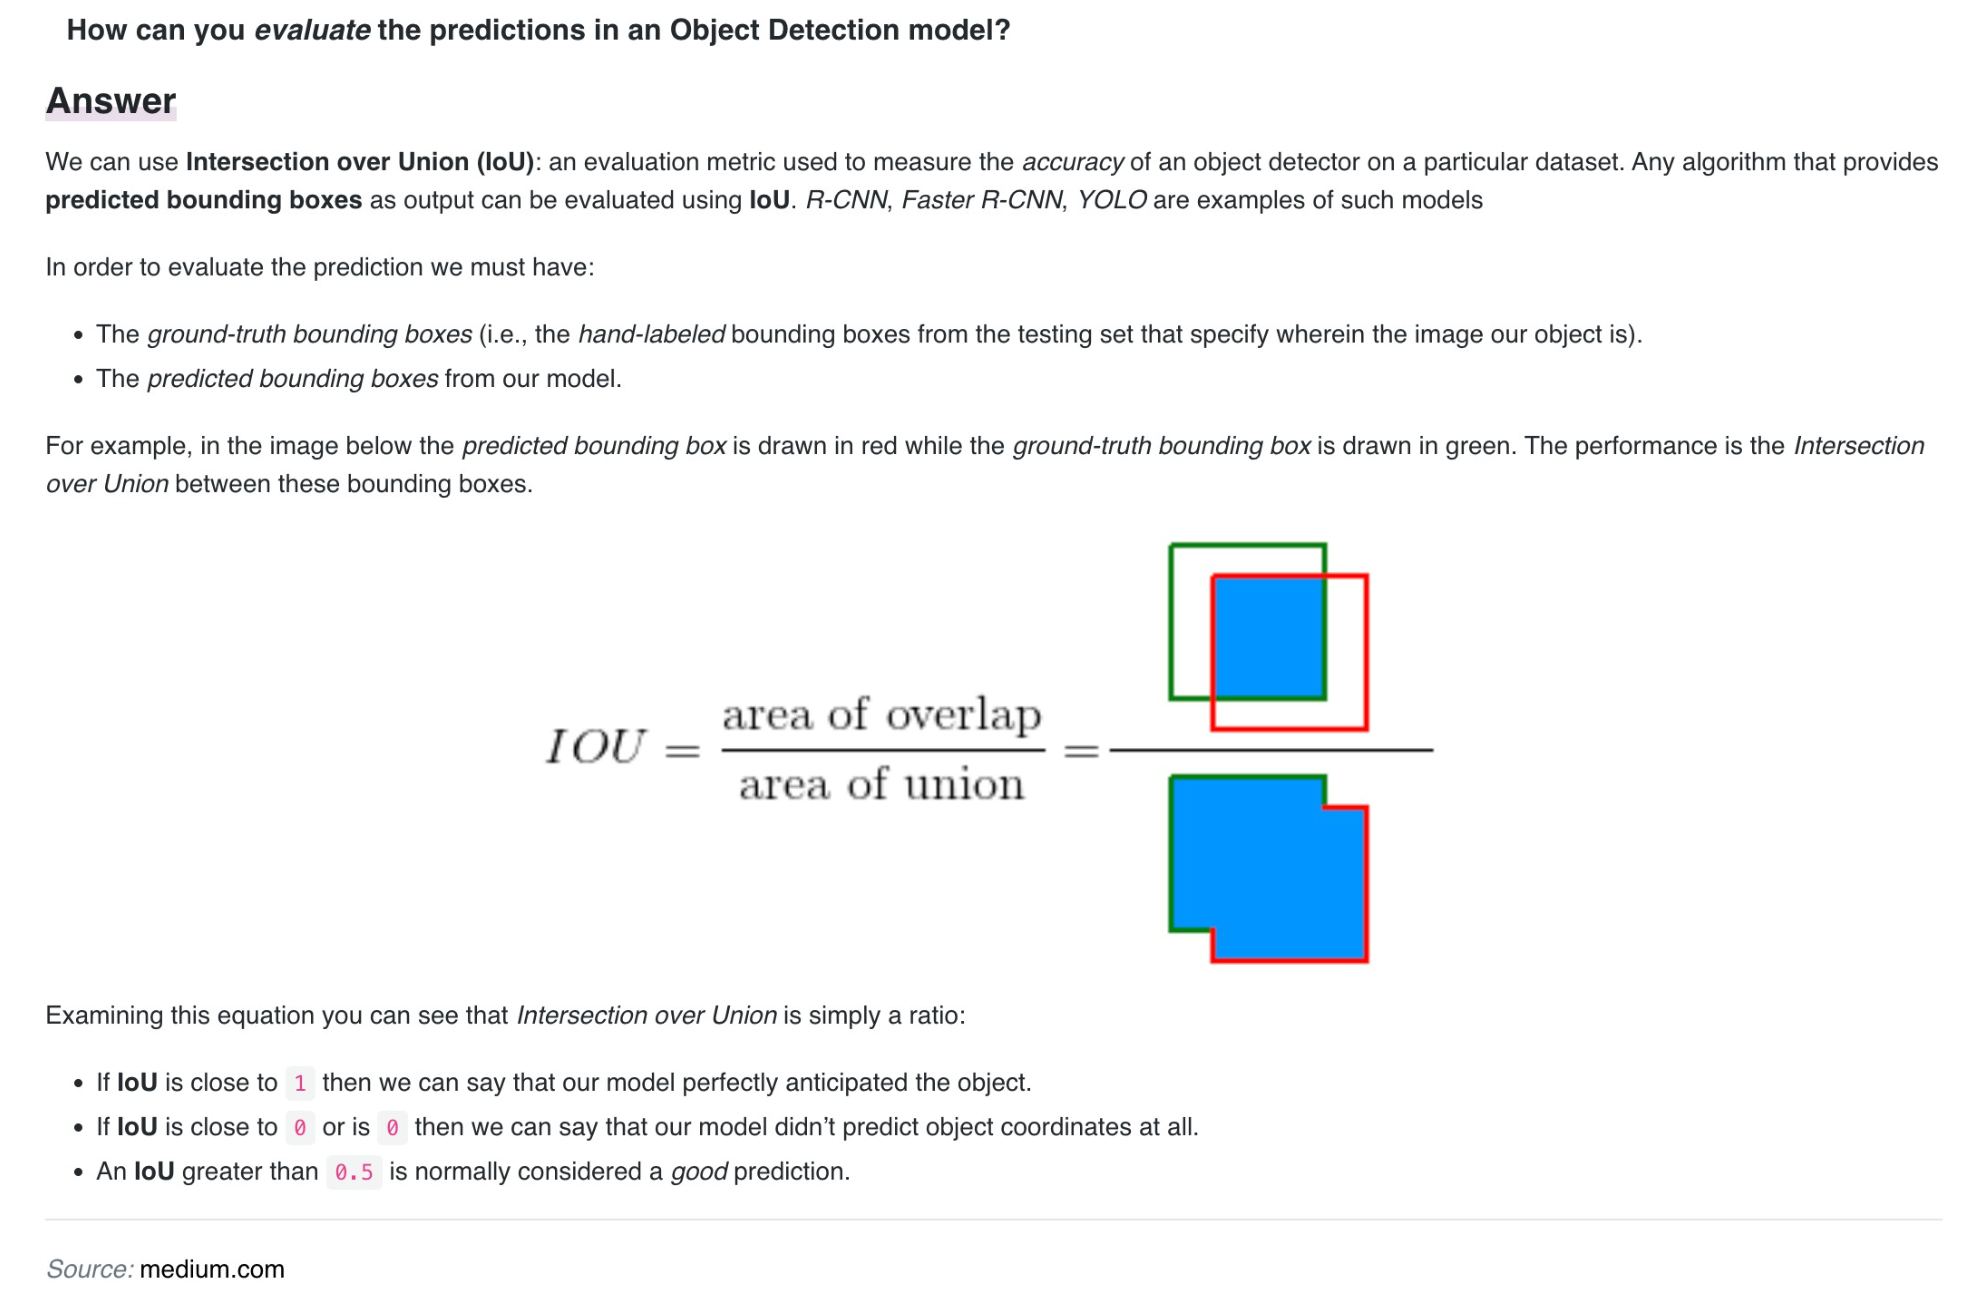 How can you evaluate the predictions in an Object Detection model?
Answer
We can use Intersection over Union (IoU): an evaluation metric used to measure the accuracy of an object detector on a particular dataset. Any algorithm that provides
predicted bounding boxes as output can be evaluated using IoU. R-CNN, Faster R-CNN, YOLO are examples of such models
In order to evaluate the prediction we must have:
• The ground-truth bounding boxes (i.e., the hand-labeled bounding boxes from the testing set that specify wherein the image our object is).
• The predicted bounding boxes from our model.
For example, in the image below the predicted bounding box is drawn in red while the ground-truth bounding box is drawn in green. The performance is the Intersection
over Union between these bounding boxes.
area of overlap
IOU = =
area of union
Examining this equation you can see that Intersection over Union is simply a ratio:
• If IoU is close to 1 then we can say that our model perfectly anticipated the object.
• If IoU is close to 0 or is 0 then we can say that our model didn’t predict object coordinates at all.
• An IoU greater than 0.5 is normally considered a good prediction.
Source: medium.com